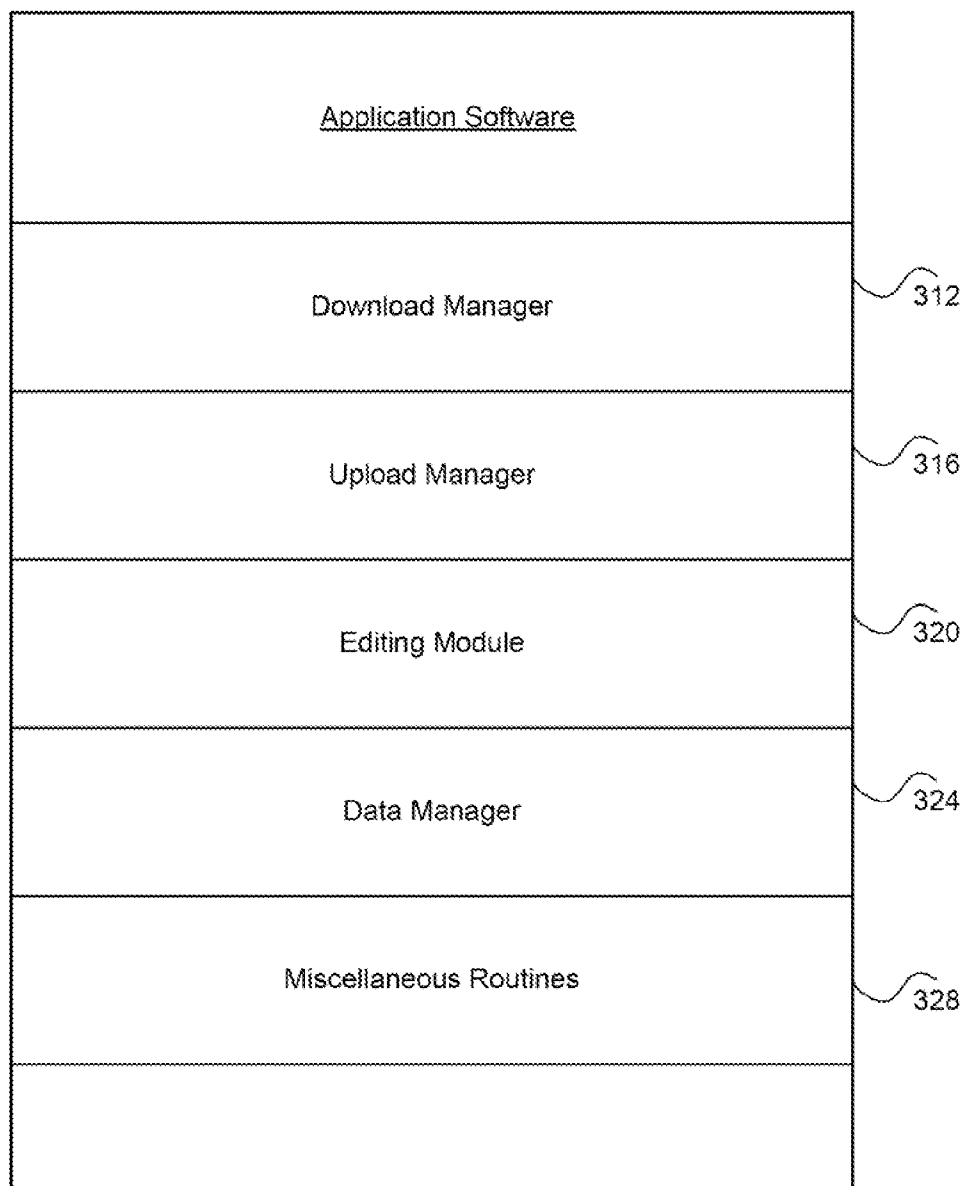 Application Software
Download Manager
312
Upload Manager
316
Editing Module
320
Data Manager
324
Miscellaneous Routines
328